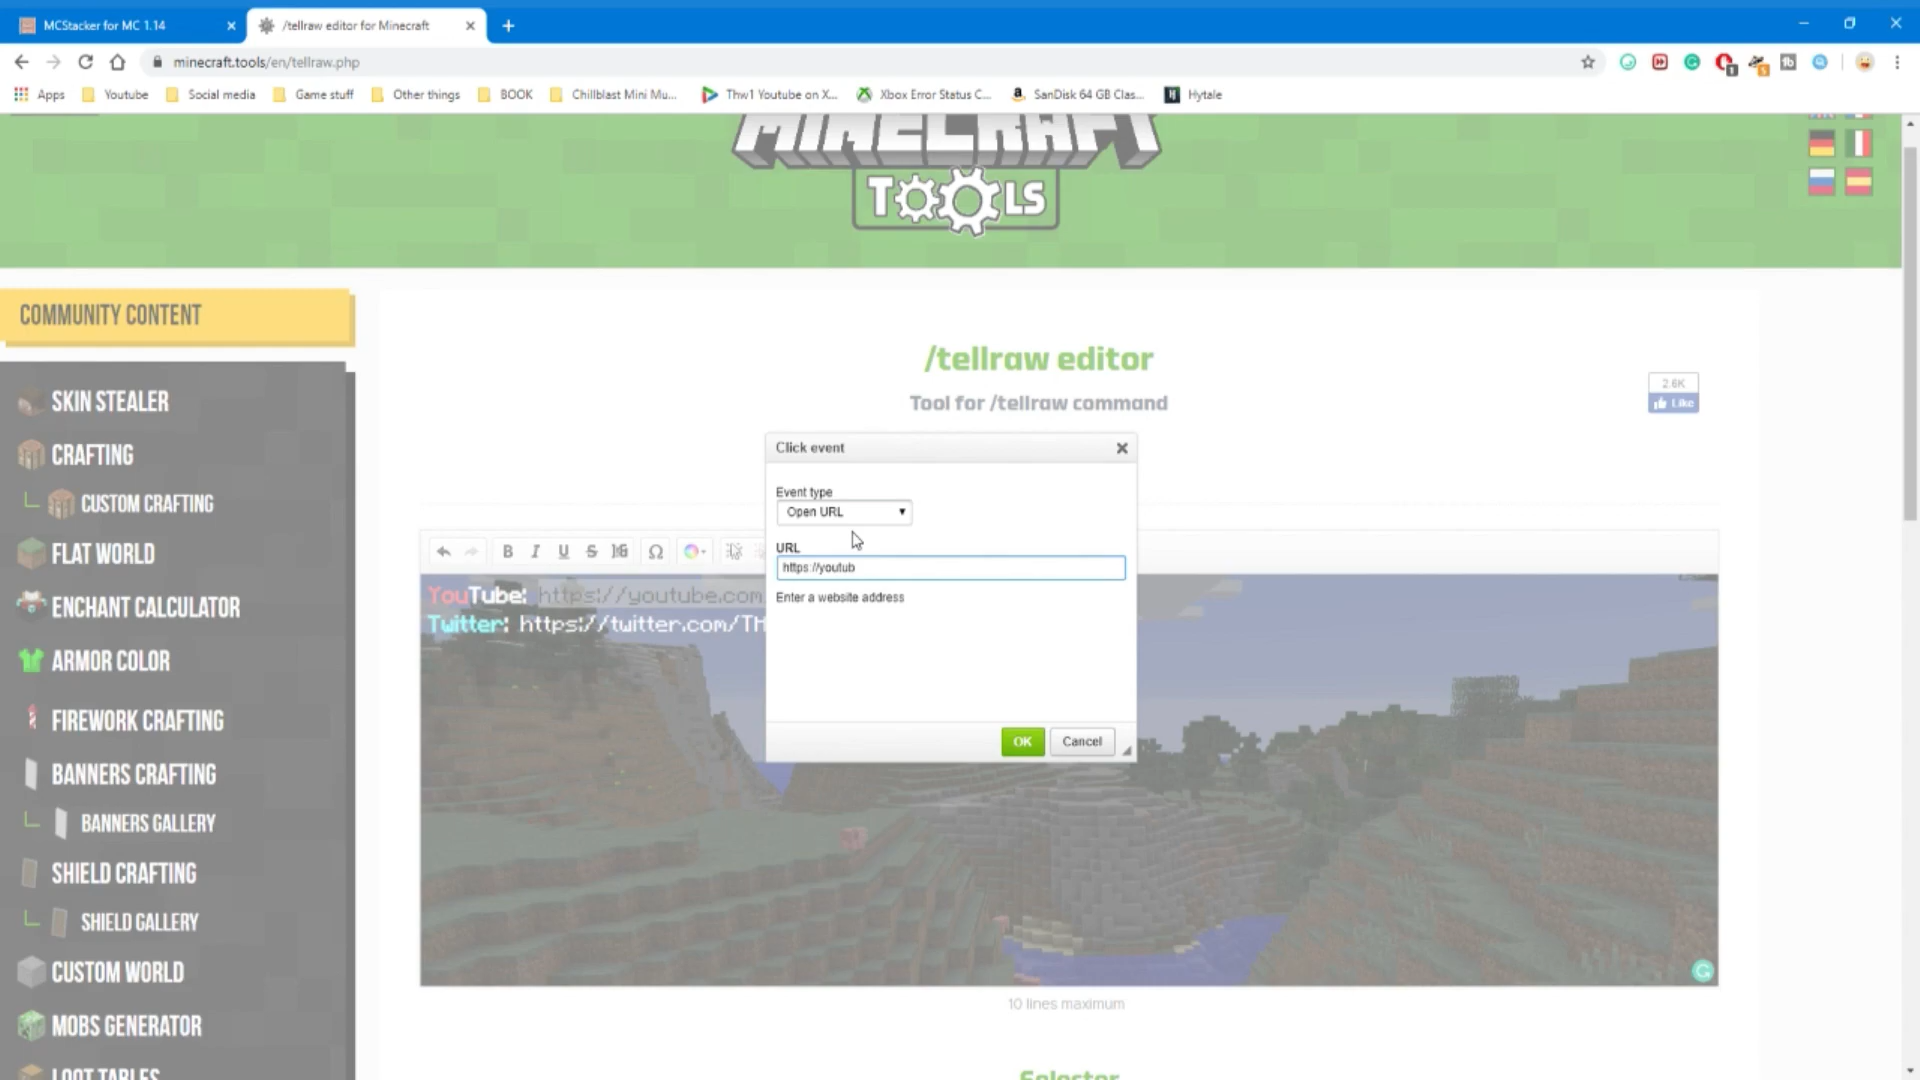 MCStacker for MC 1.14
/tellraw editor for Minecraft
minecraft.tools/en/tellraw.php
Apps
Youtube
Social media
Game stuff
Other things
BOOK
Chillblast Mini Mu...
Thw1 Youtube on X...
Xbox Error Status C...
SanDisk 64 GB Clas...
Hytale
MINECRAFT
TOOLS
COMMUNITY CONTENT
SKIN STEALER
CRAFTING
CUSTOM CRAFTING
FLAT WORLD
ENCHANT CALCULATOR
ARMOR COLOR
FIREWORK CRAFTING
BANNERS CRAFTING
BANNERS GALLERY
SHIELD CRAFTING
SHIELD GALLERY
CUSTOM WORLD
MOBS GENERATOR
LOOT TABLES
/tellraw editor
Tool for /tellraw command
2.6K
Like
Click event
Event type
Open URL
URL
https://youtub
Enter a website address
OK
Cancel
B I U S
YouTube: https://youtube.com
Twitter: https://twitter.com/TH
10 lines maximum
Selector